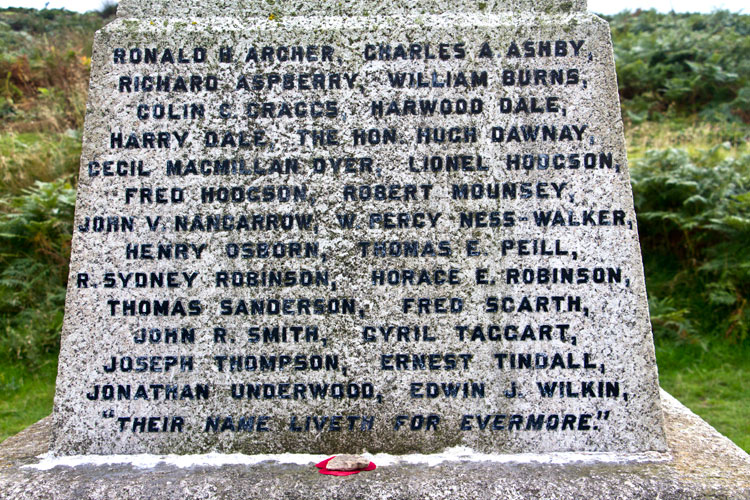 RONALD H. ARCHER, CHARLES A. ASHBY,
RICHARD ASPBERRY, WILLIAM BURNS,
COLIN C. CRAGGS, HARWOOD DALE,
HARRY DALE, THE HON. HUGH DAWNAY,
CECIL MACMILLAN DYER, LIONEL HODGSON,
FRED HODGSON, ROBERT MOUNSEY,
JOHN V. NANCARROW, W. PERCY NESS-WALKER,
HENRY OSBORN, THOMAS E. PEILL,
R. SYDNEY ROBINSON, HORACE E. ROBINSON,
THOMAS SANDERSON, FRED SCARTH,
JOHN R. SMITH, CYRIL TAGGART,
JOSEPH THOMPSON, ERNEST TINDALL,
JONATHAN UNDERWOOD, EDWIN J. WILKIN,
"THEIR NAME LIVETH FOR EVERMORE."